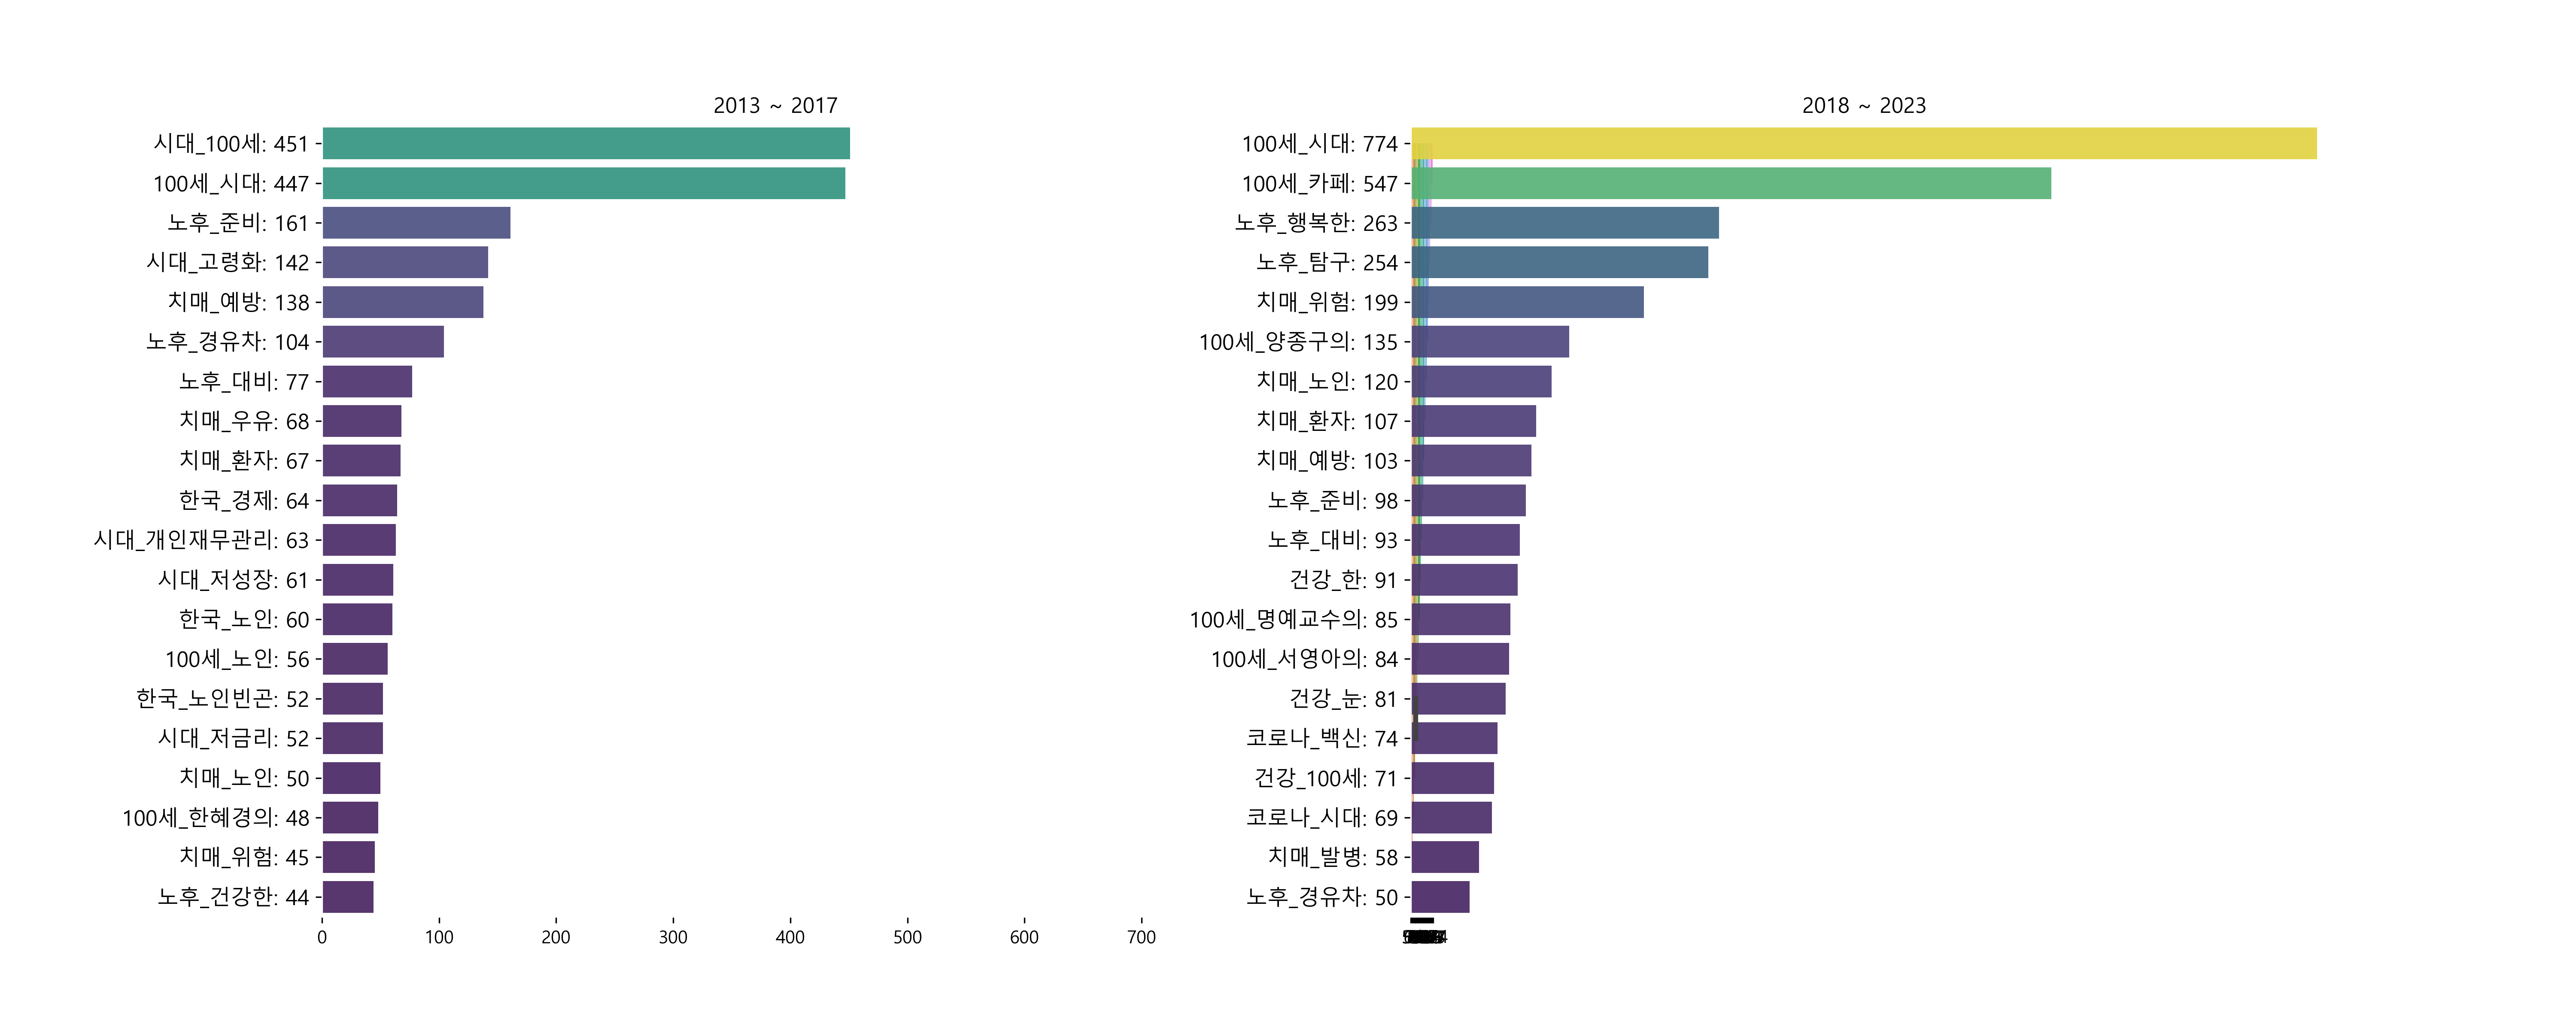 2013 ~ 2017
시대_100세: 451
100세_시대: 447
노후_준비: 161
시대_고령화: 142
치매_예방: 138
노후_경유차: 104
노후_대비: 77
치매_우유: 68
치매_환자: 67
한국_경제: 64
시대_개인재무관리: 63
시대_저성장: 61
한국_노인: 60
100세_노인: 56
한국_노인빈곤: 52
시대_저금리: 52
치매_노인: 50
100세_한혜경의: 48
치매_위험: 45
노후_건강한: 44
0 100 200 300 400 500 600 700
2018 ~ 2023
100세_시대: 774
100세_카페: 547
노후_행복한: 263
노후_탐구: 254
치매_위험: 199
100세_양종구의: 135
치매_노인: 120
치매_환자: 107
치매_예방: 103
노후_준비: 98
노후_대비: 93
건강_한: 91
100세_명예교수의: 85
100세_서영아의: 84
건강_눈: 81
코로나_백신: 74
건강_100세: 71
코로나_시대: 69
치매_발병: 58
노후_경유차: 50